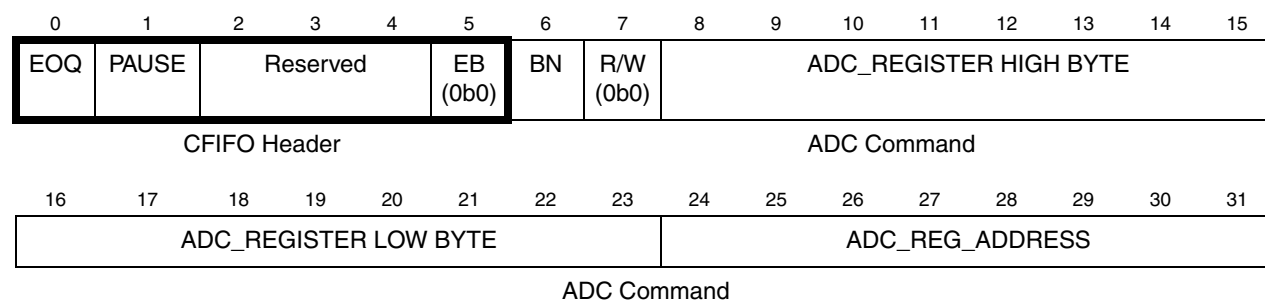 0 1 2 3 4 5 6 7 8 9 10 11 12 13 14 15
EOQ PAUSE Reserved EB BN R/W ADC_REGISTER HIGH BYTE
(0b0) (0b0)
CFIFO Header ADC Command
16 17 18 19 20 21 22 23 24 25 26 27 28 29 30 31
ADC_REGISTER LOW BYTE ADC_REG_ADDRESS
ADC Command